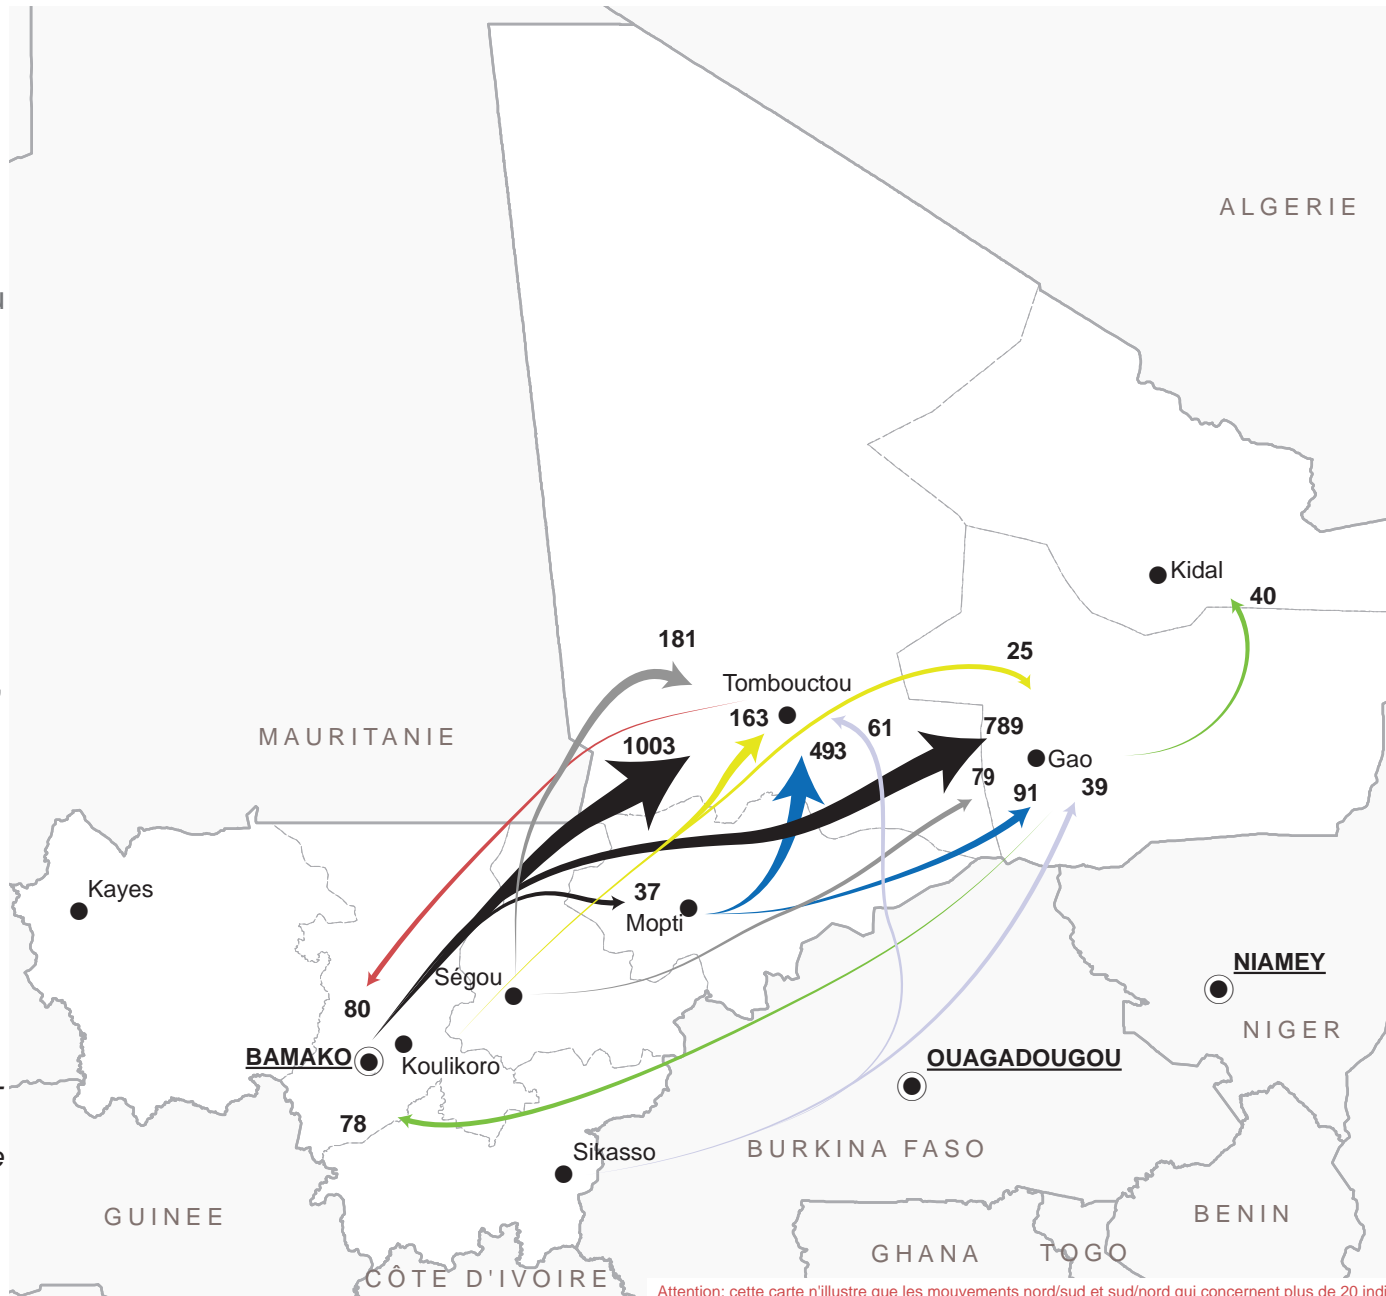 ALGERIE
Kidal
40
181
25
Tombouctou
163
61
MAURITANIE
1003
493
789
Gao
79
91
39
Kayes
37
Mopti
Ségou
NIAMEY
80
NIGER
BAMAKO
Koulikoro
OUAGADOUGOU
78
Sikasso
BURKINA FASO
GUINEE
BENIN
GHANA
TOGO
CÔTE D'IVOIRE
Attention: cette carte n'illustre que les mouvements nord/sud et sud/nord qui concernent plus de 20 indi